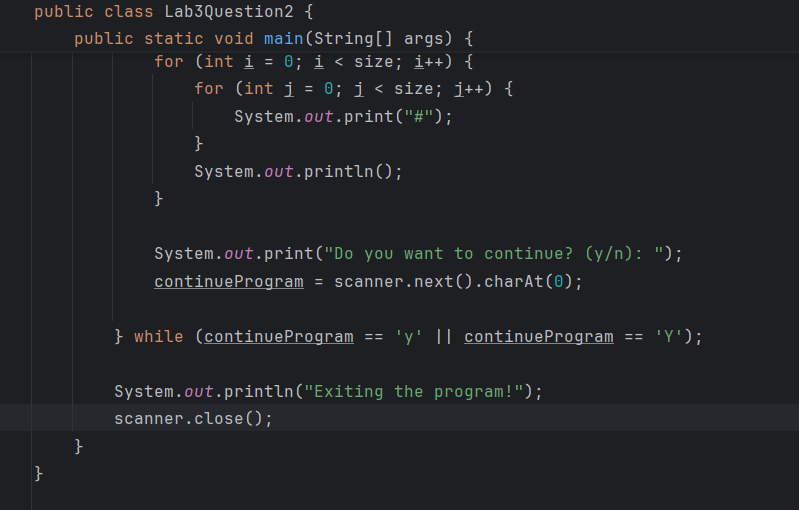 public class Lab3Question2 {
    public static void main(String[] args) {
            for (int i = 0; i < size; i++) {
                for (int j = 0; j < size; j++) {
                    System.out.print("#");
                }
                System.out.println();
            }
            System.out.print("Do you want to continue? (y/n): ");
            continueProgram = scanner.next().charAt(0);
        } while (continueProgram == 'y' || continueProgram == 'Y');
        System.out.println("Exiting the program!");
        scanner.close();
    }
}